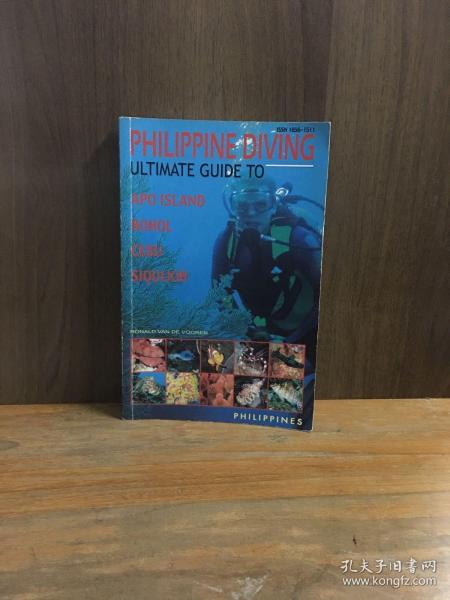 ISSN 1656-1511
PHILIPPINE DIVING
ULTIMATE GUIDE TO
APO ISLAND
BOHOL
CEBU
SIQUIJOR
RONALD VAN DE VOOREN
PHILIPPINES
孔夫子旧书网
www.kongfz.com